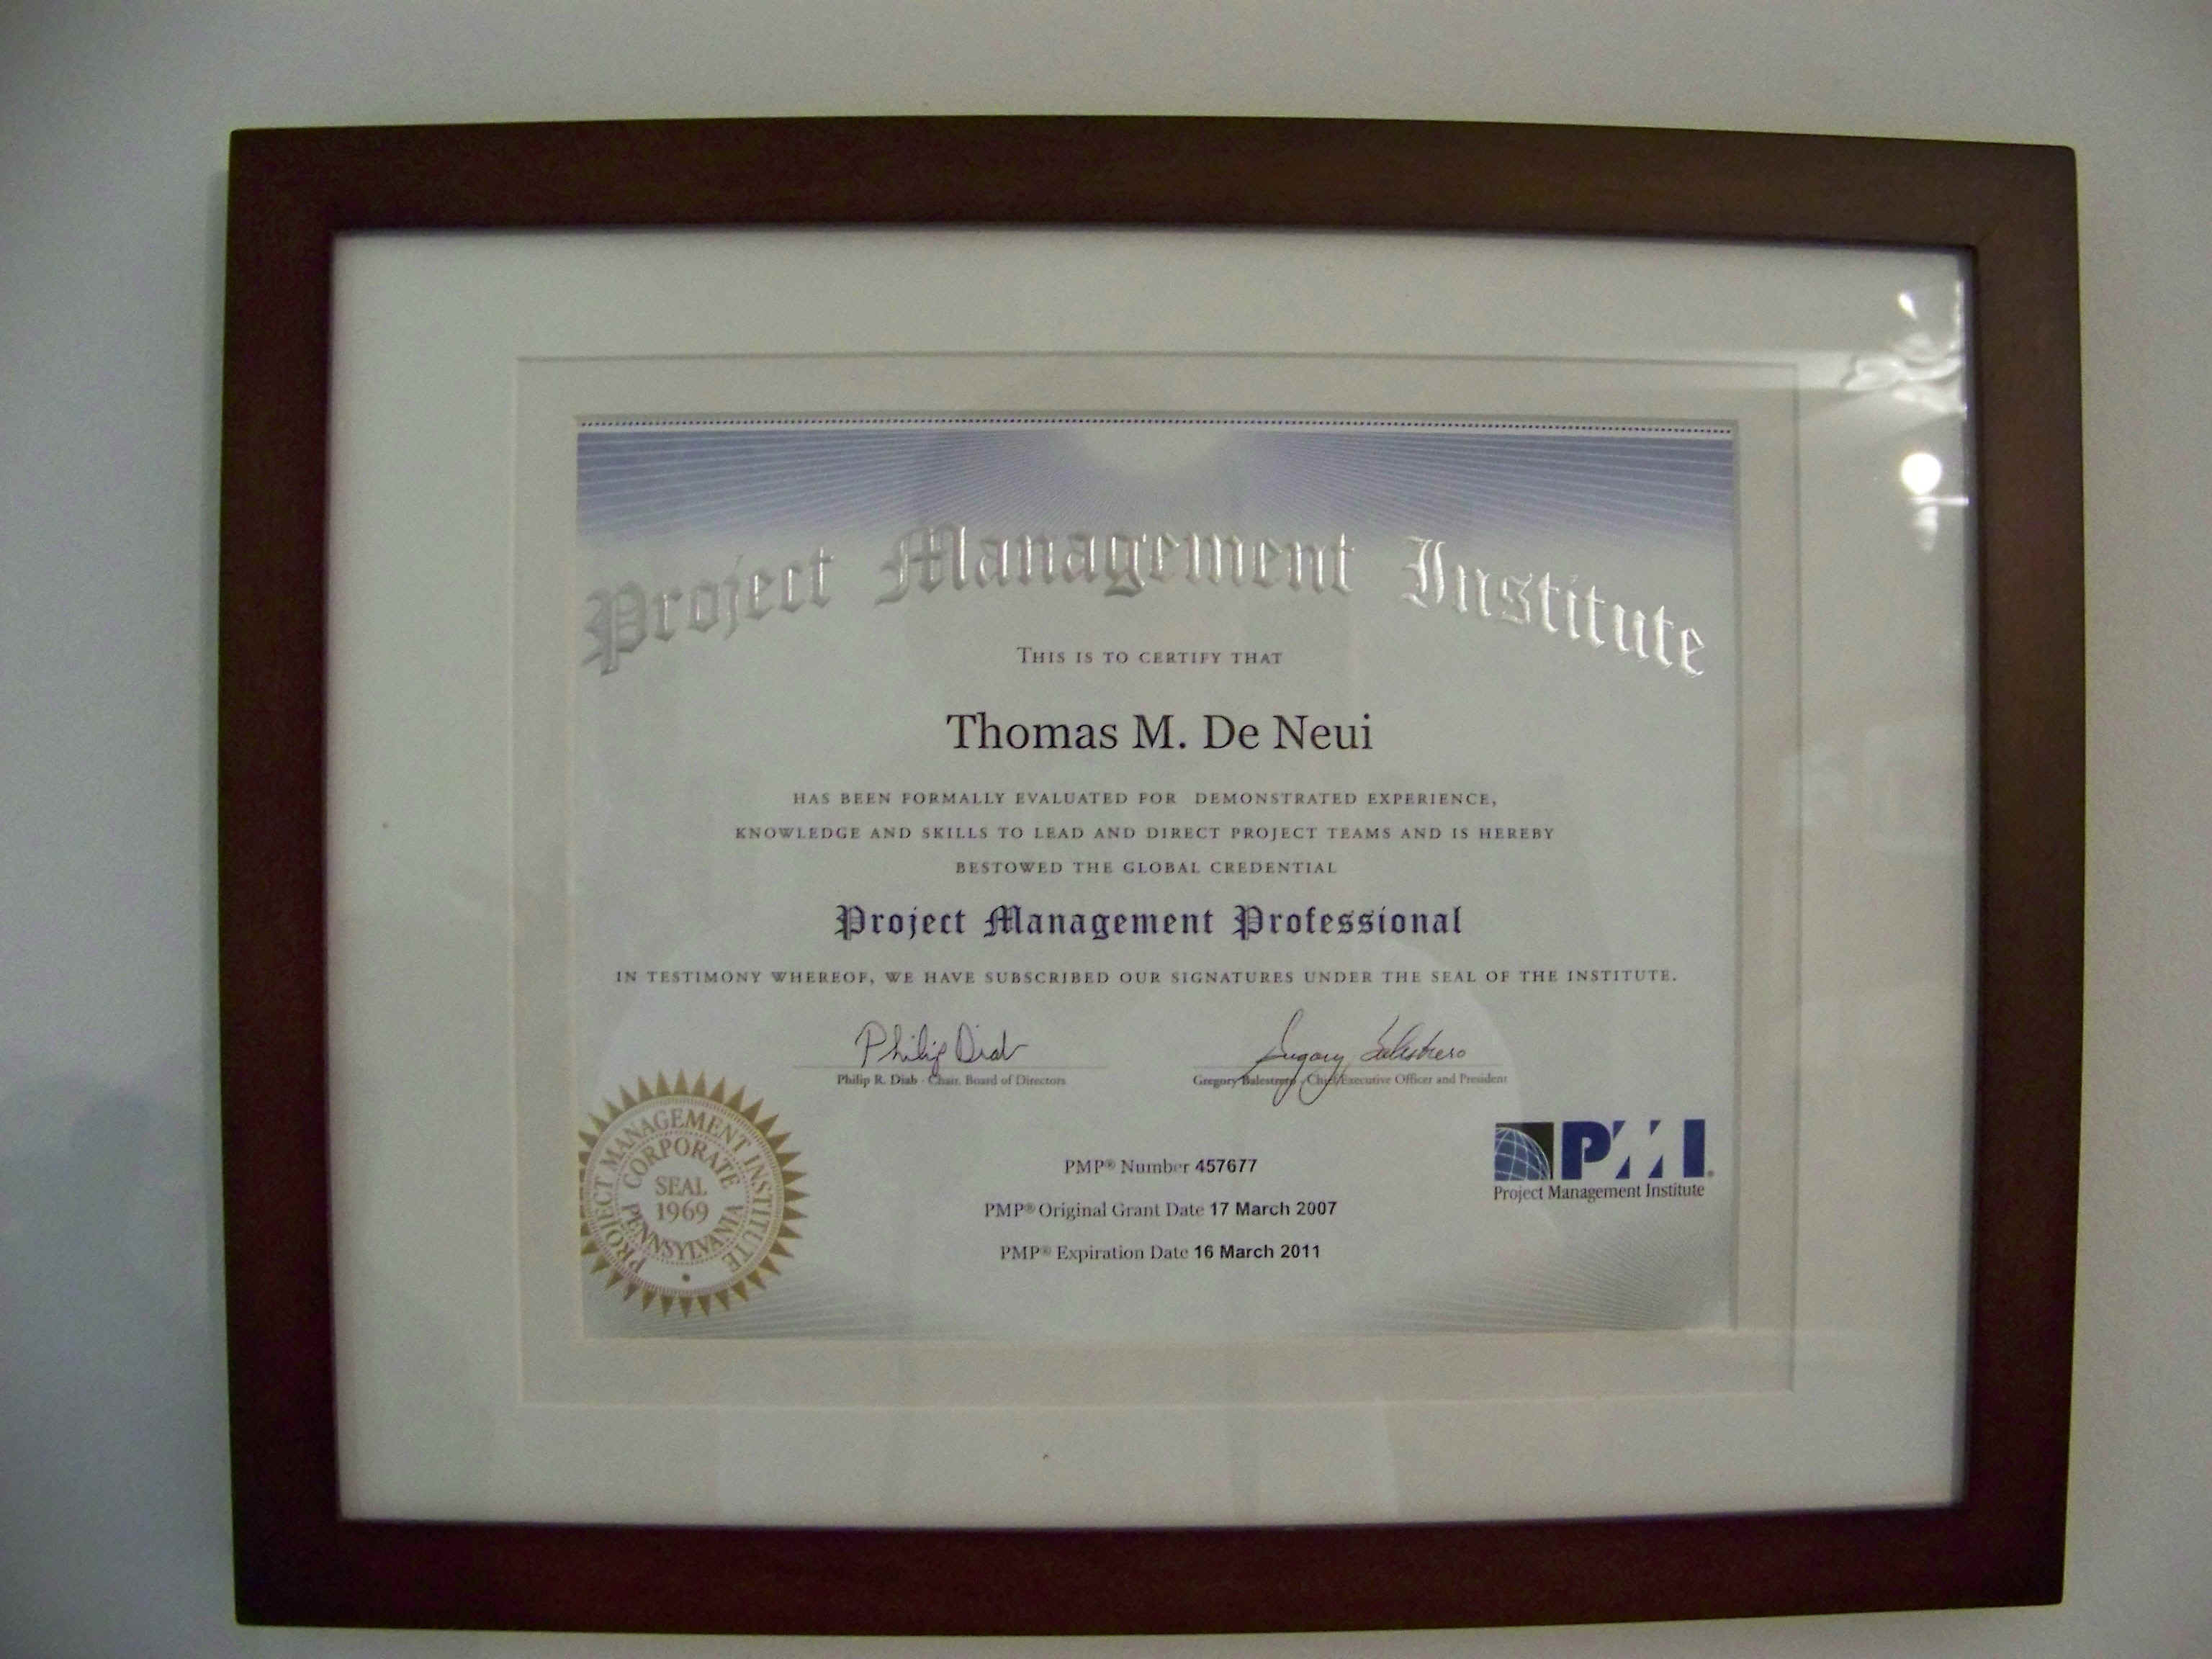 Project Management Institute
THIS IS TO CERTIFY THAT
Thomas M. De Neui
HAS BEEN FORMALLY EVALUATED FOR DEMONSTRATED EXPERIENCE,
KNOWLEDGE AND SKILLS TO LEAD AND DIRECT PROJECT TEAMS AND IS HEREBY
BESTOWED THE GLOBAL CREDENTIAL
Project Management Professional
IN TESTIMONY WHEREOF, WE HAVE SUBSCRIBED OUR SIGNATURES UNDER THE SEAL OF THE INSTITUTE.
Philip Diab
Gregory Balestrero
Philip R. Diab - Chair, Board of Directors
Gregory Balestrero - Chief Executive Officer and President
PROJECT MANAGEMENT INSTITUTE
CORPORATE
SEAL
1969
PENNSYLVANIA
PMP® Number 457677
PMP® Original Grant Date 17 March 2007
PMP® Expiration Date 16 March 2011
PMI®
Project Management Institute